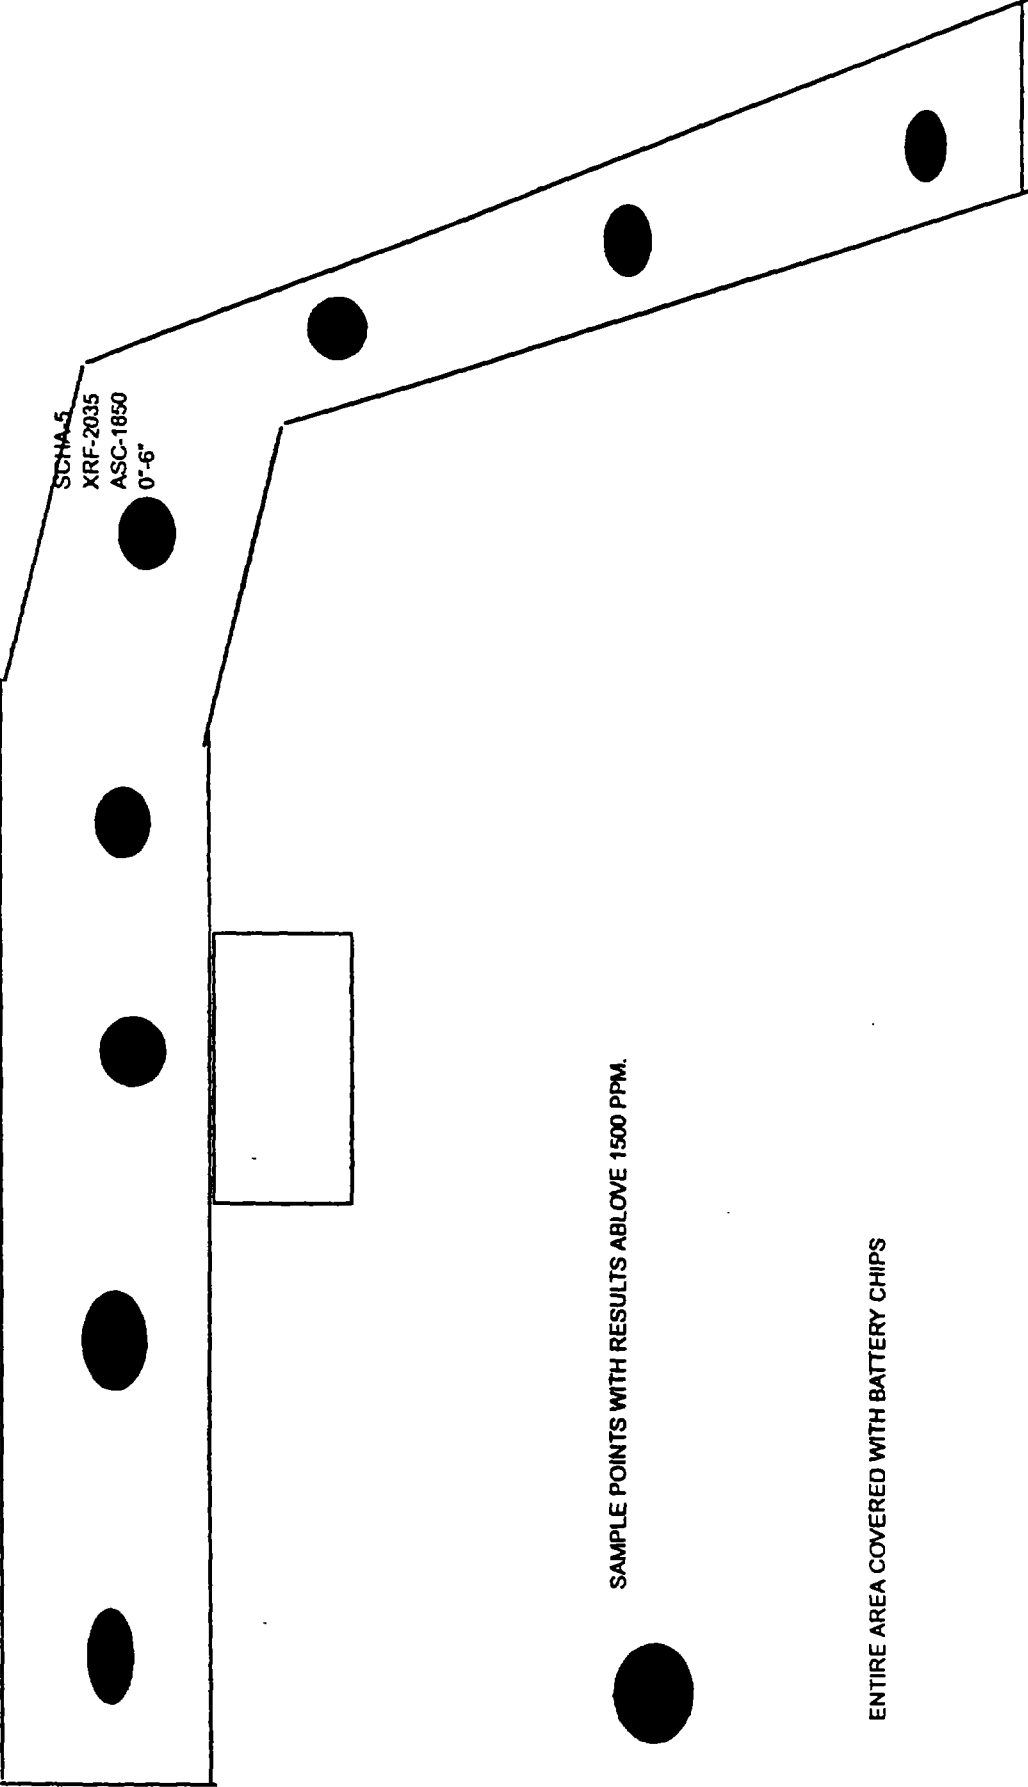 SCHA-5
XRF-2035
ASC-1850
0"-6"
SAMPLE POINTS WITH RESULTS ABLOVE 1500 PPM.
ENTIRE AREA COVERED WITH BATTERY CHIPS